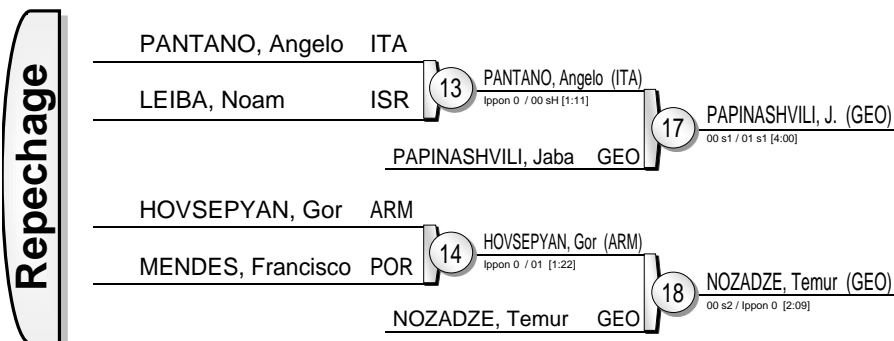 Repechage
PANTANO, Angelo ITA
LEIBA, Noam ISR
13
PANTANO, Angelo (ITA)
Ippon 0 / 00 sH [1:11]
PAPINASHVILI, Jaba GEO
17
PAPINASHVILI, J. (GEO)
00 s1 / 01 s1 [4:00]
HOVSEPYAN, Gor ARM
MENDES, Francisco POR
14
HOVSEPYAN, Gor (ARM)
Ippon 0 / 01 [1:22]
NOZADZE, Temur GEO
18
NOZADZE, Temur (GEO)
00 s2 / Ippon 0 [2:09]